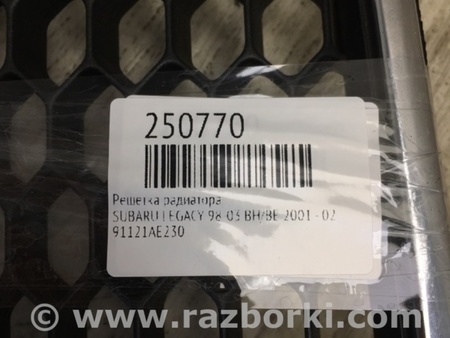 250770
Решетка радиатора
SUBARU LEGACY 98-03 BH/BE 2001 - 02
91121AE230
© www.razborki.com